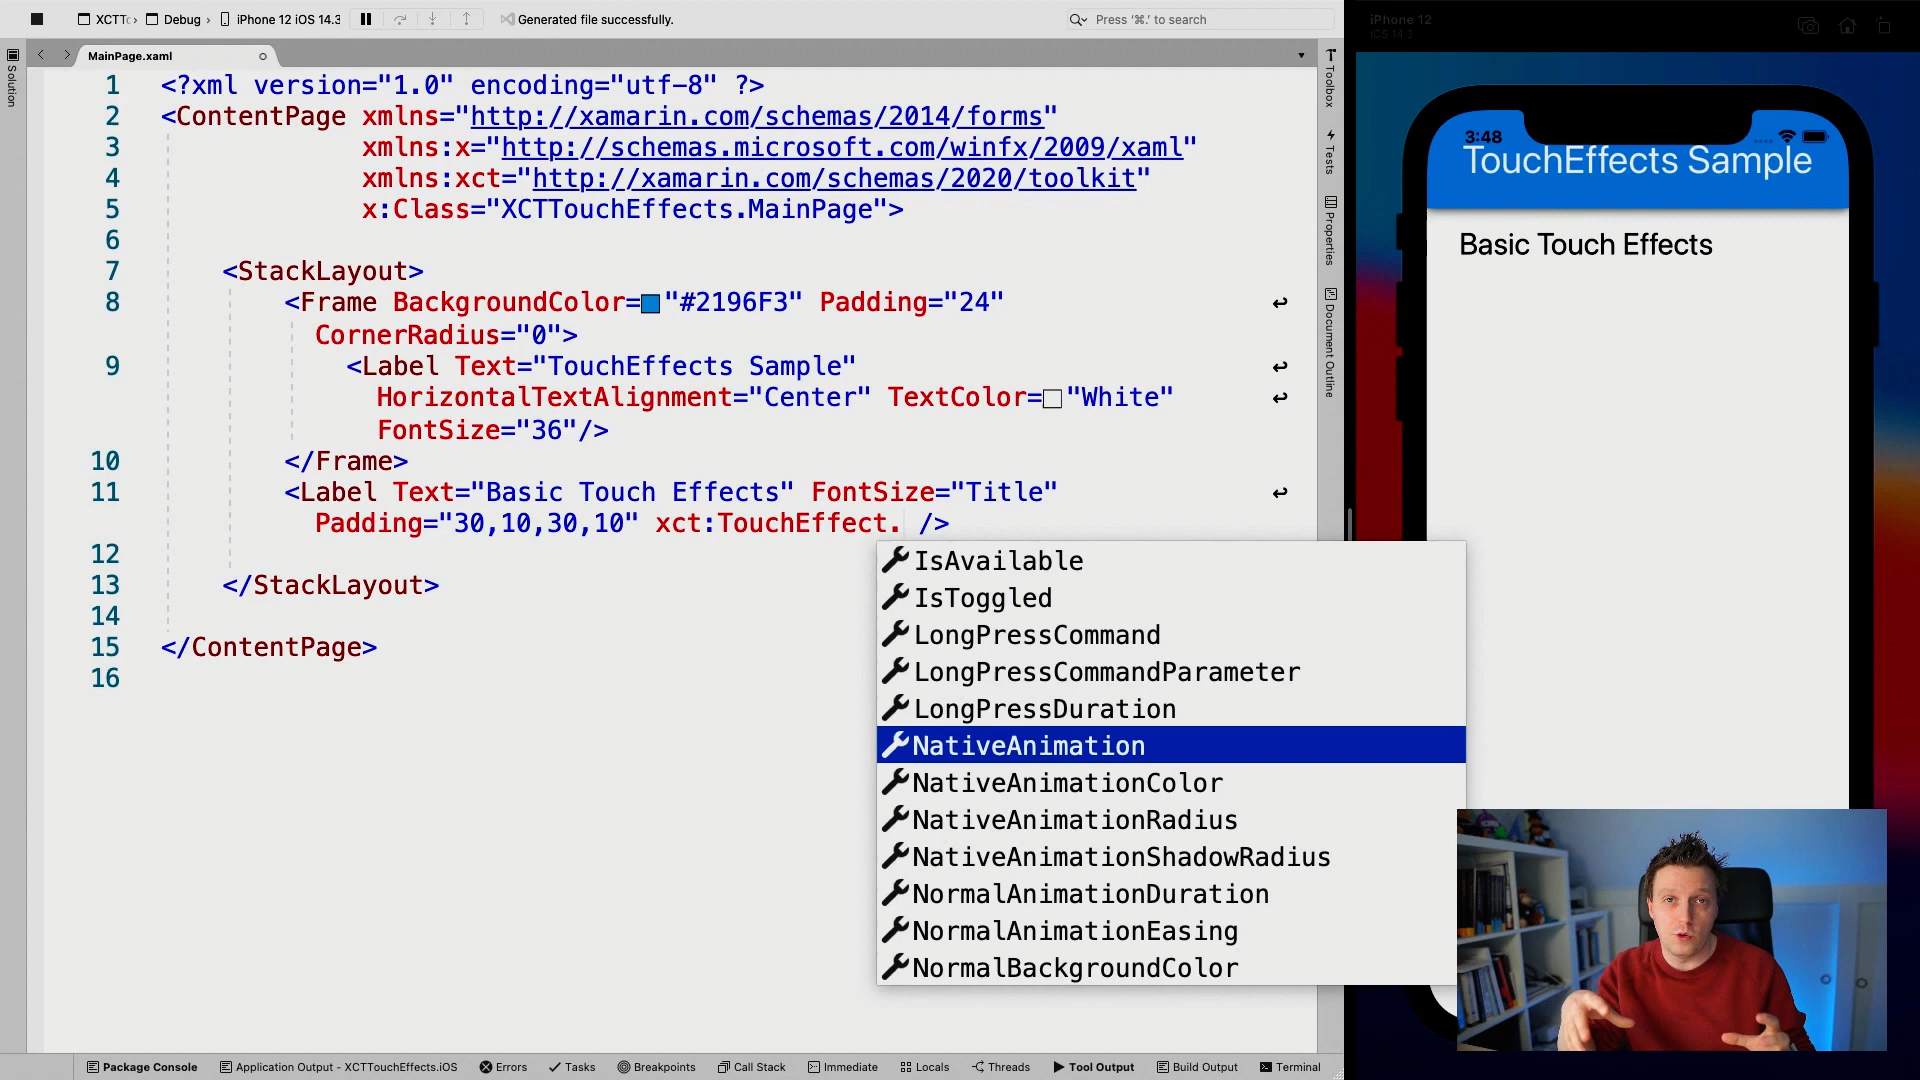 XCTTc › Debug › iPhone 12 iOS 14.3
Generated file successfully.
Press ‘⌘.’ to search
MainPage.xaml
Solution
1 <?xml version="1.0" encoding="utf-8" ?>
2 <ContentPage xmlns="http://xamarin.com/schemas/2014/forms"
3 xmlns:x="http://schemas.microsoft.com/winfx/2009/xaml"
4 xmlns:xct="http://xamarin.com/schemas/2020/toolkit"
5 x:Class="XCTTouchEffects.MainPage">
6
7 <StackLayout>
8 <Frame BackgroundColor="#2196F3" Padding="24"
CornerRadius="0">
9 <Label Text="TouchEffects Sample"
HorizontalTextAlignment="Center" TextColor="White"
FontSize="36"/>
10 </Frame>
11 <Label Text="Basic Touch Effects" FontSize="Title"
Padding="30,10,30,10" xct:TouchEffect. />
12
13 </StackLayout>
14
15 </ContentPage>
16
IsAvailable
IsToggled
LongPressCommand
LongPressCommandParameter
LongPressDuration
NativeAnimation
NativeAnimationColor
NativeAnimationRadius
NativeAnimationShadowRadius
NormalAnimationDuration
NormalAnimationEasing
NormalBackgroundColor
Toolbox
Tests
Properties
Document Outline
iPhone 12
iOS 14.3
3:48
TouchEffects Sample
Basic Touch Effects
Package Console
Application Output - XCTTouchEffects.iOS
Errors
Tasks
Breakpoints
Call Stack
Immediate
Locals
Threads
Tool Output
Build Output
Terminal